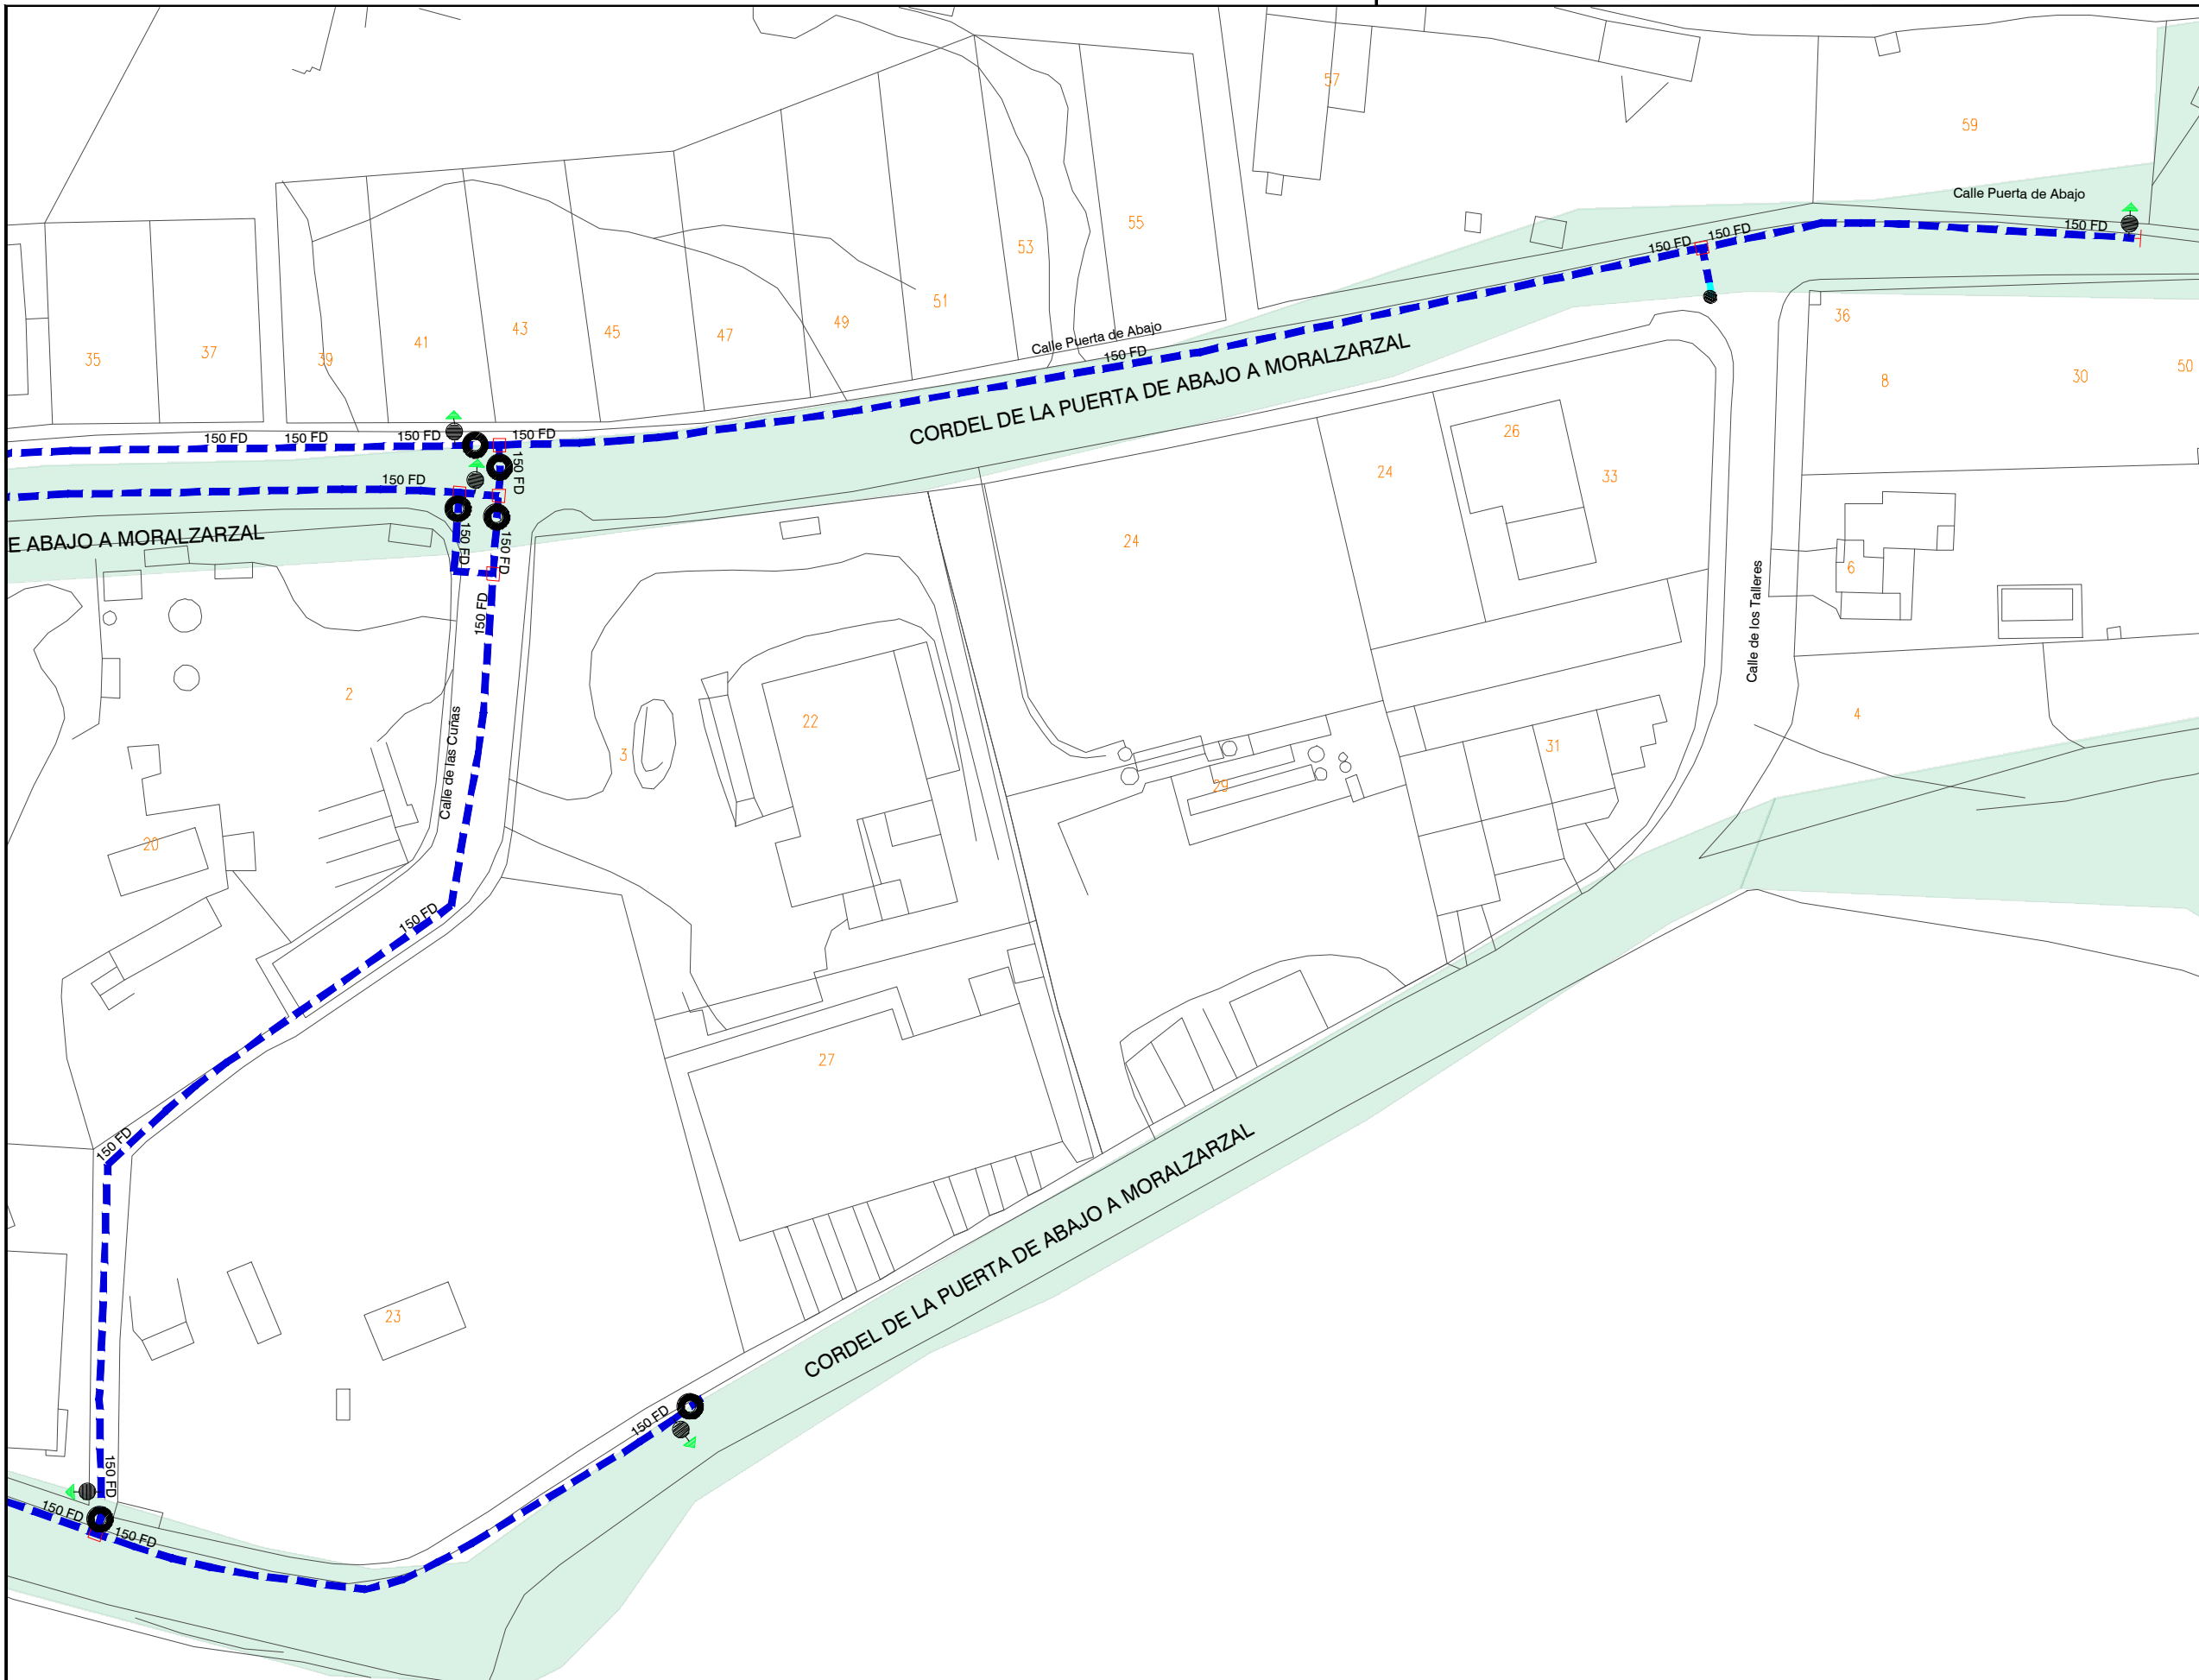 57
59
Calle Puerta de Abajo
150 FD
150 FD
150 FD
55
53
51
49
47
45
43
41
39
37
35
36
8
30
50
Calle Puerta de Abajo
150 FD
CORDEL DE LA PUERTA DE ABAJO A MORALZARZAL
150 FD
150 FD
150 FD
150 FD
150 FD
150 FD
150 FD
150 FD
150 FD
E ABAJO A MORALZARZAL
26
24
33
24
6
Calle de los Talleres
4
2
Calle de las Cuñas
3
22
31
29
20
150 FD
27
150 FD
CORDEL DE LA PUERTA DE ABAJO A MORALZARZAL
23
150 FD
150 FD
150 FD
150 FD